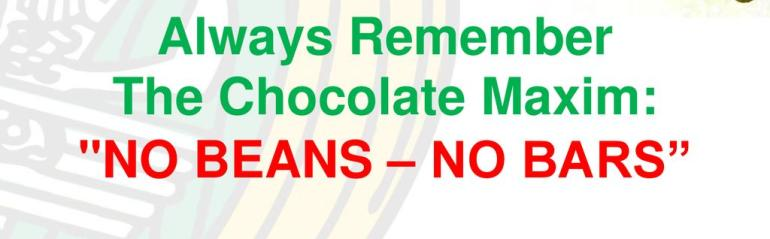 Always Remember
The Chocolate Maxim:
"NO BEANS – NO BARS”